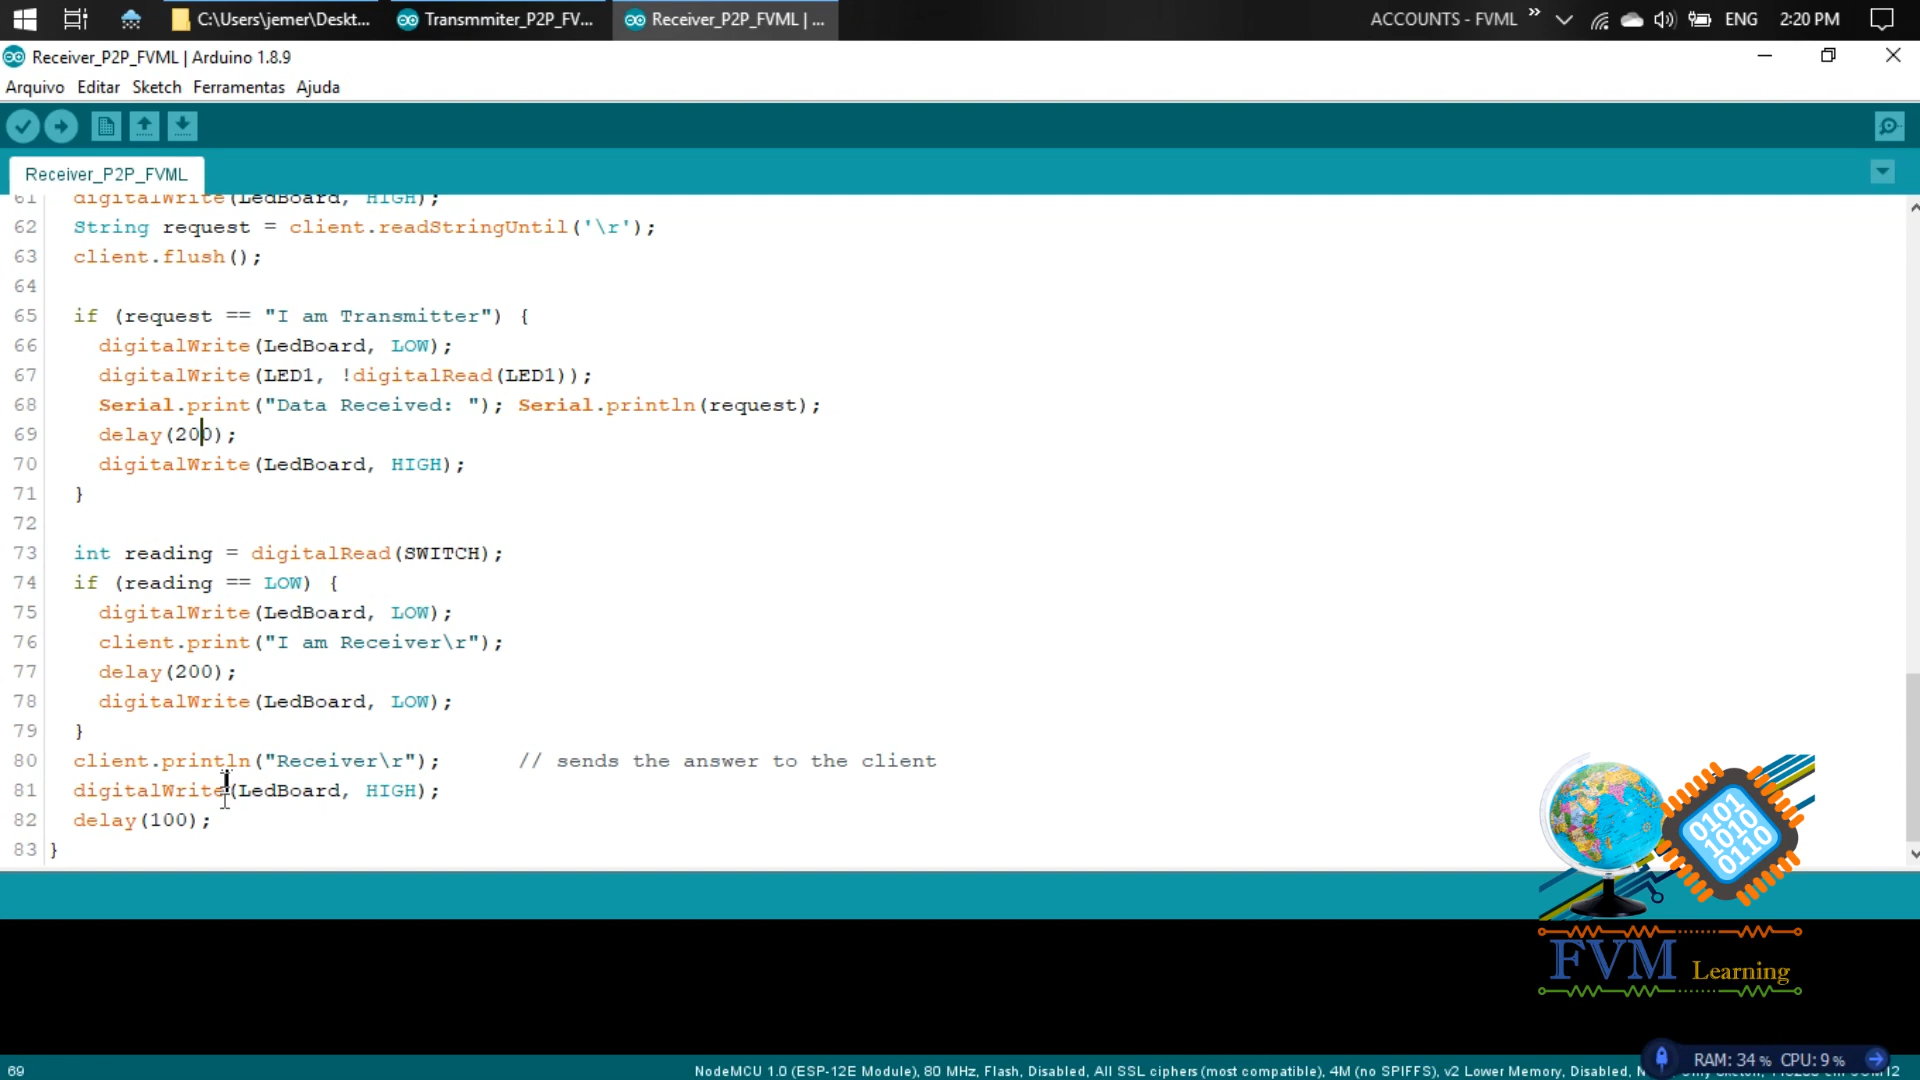 C:\Users\jemer\Deskt... Transmmiter_P2P_FV... Receiver_P2P_FVML | ... ACCOUNTS - FVML » ENG 2:20 PM
Receiver_P2P_FVML | Arduino 1.8.9
Arquivo Editar Sketch Ferramentas Ajuda
Receiver_P2P_FVML
61 digitalWrite(LedBoard, HIGH);
62 String request = client.readStringUntil('\r');
63 client.flush();
64
65 if (request == "I am Transmitter") {
66 digitalWrite(LedBoard, LOW);
67 digitalWrite(LED1, !digitalRead(LED1));
68 Serial.print("Data Received: "); Serial.println(request);
69 delay(200);
70 digitalWrite(LedBoard, HIGH);
71 }
72
73 int reading = digitalRead(SWITCH);
74 if (reading == LOW) {
75 digitalWrite(LedBoard, LOW);
76 client.print("I am Receiver\r");
77 delay(200);
78 digitalWrite(LedBoard, LOW);
79 }
80 client.println("Receiver\r"); // sends the answer to the client
81 digitalWrite(LedBoard, HIGH);
82 delay(100);
83 }
0101
1010
0110
FVM Learning
69 NodeMCU 1.0 (ESP-12E Module), 80 MHz, Flash, Disabled, All SSL ciphers (most compatible), 4M (no SPIFFS), v2 Lower Memory, Disabled,
RAM: 34 % CPU: 9 %